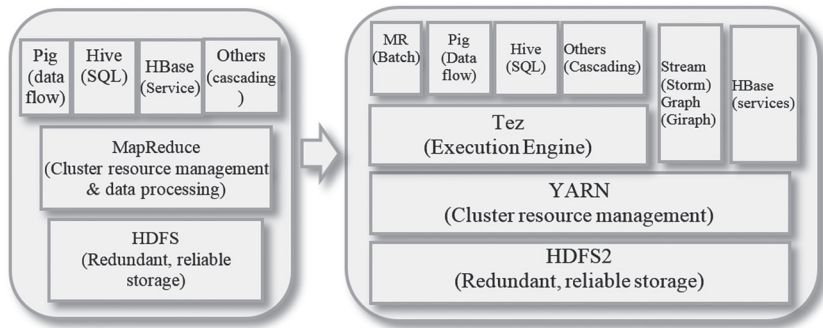 Pig
(data
flow)
Hive
(SQL)
HBase
(Service)
Others
(cascading
)
MapReduce
(Cluster resource management
& data processing)
HDFS
(Redundant, reliable
storage)
MR
(Batch)
Pig
(Data
flow)
Hive
(SQL)
Others
(Cascading)
Stream
(Storm)
Graph
(Giraph)
HBase
(services)
Tez
(Execution Engine)
YARN
(Cluster resource management)
HDFS2
(Redundant, reliable storage)